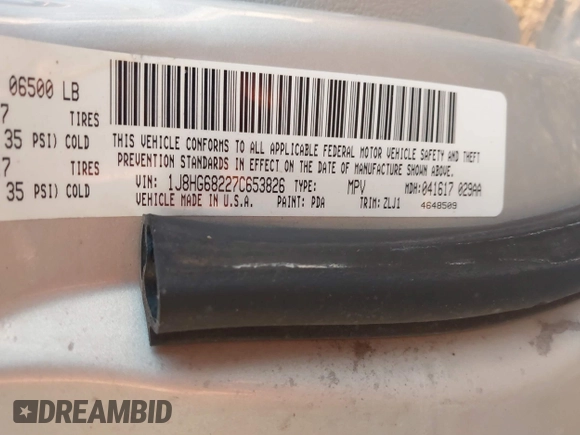 06500 LB
7 TIRES
35 PSI) COLD
7 TIRES
35 PSI) COLD
THIS VEHICLE CONFORMS TO ALL APPLICABLE FEDERAL MOTOR VEHICLE SAFETY AND THEFT
PREVENTION STANDARDS IN EFFECT ON THE DATE OF MANUFACTURE SHOWN ABOVE.
VIN: 1J8HG68227C653826 TYPE: MPV MDH: 041617 029AA
VEHICLE MADE IN U.S.A. PAINT: PDA TRIM: ZLJ1 4648509
DREAMBID